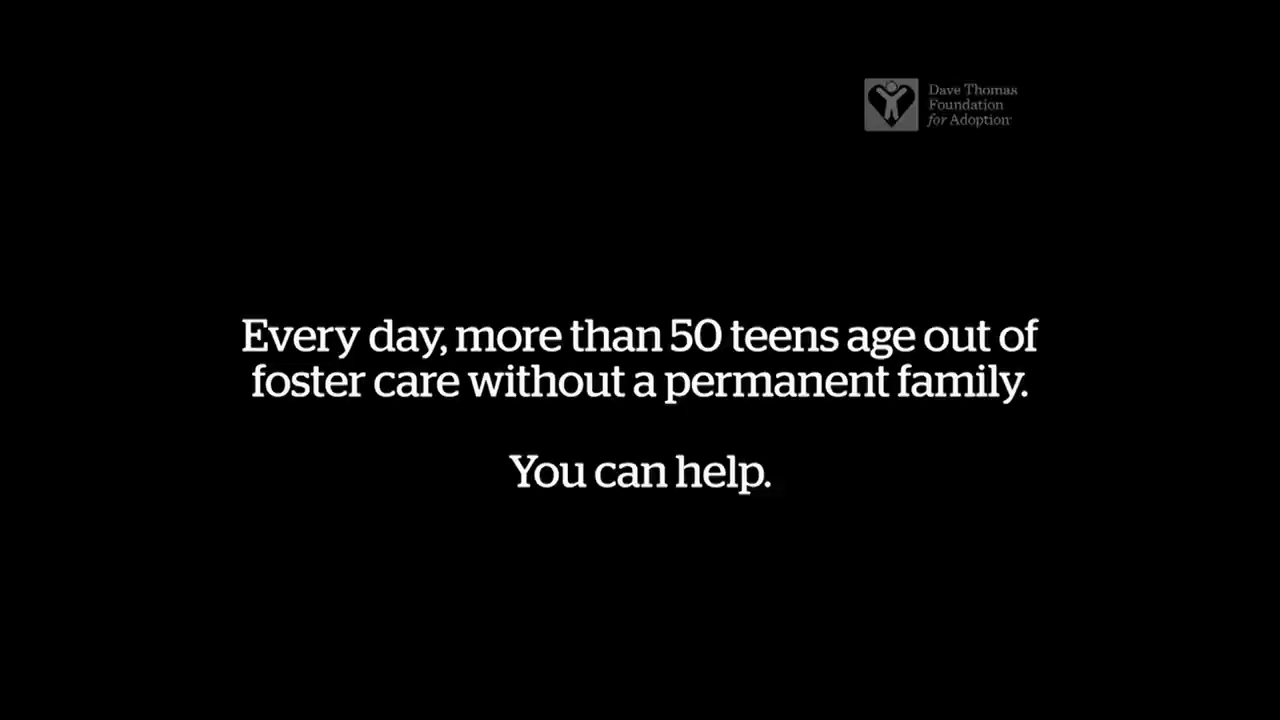 Dave Thomas
Foundation
for Adoption
Every day, more than 50 teens age out of
foster care without a permanent family.
You can help.